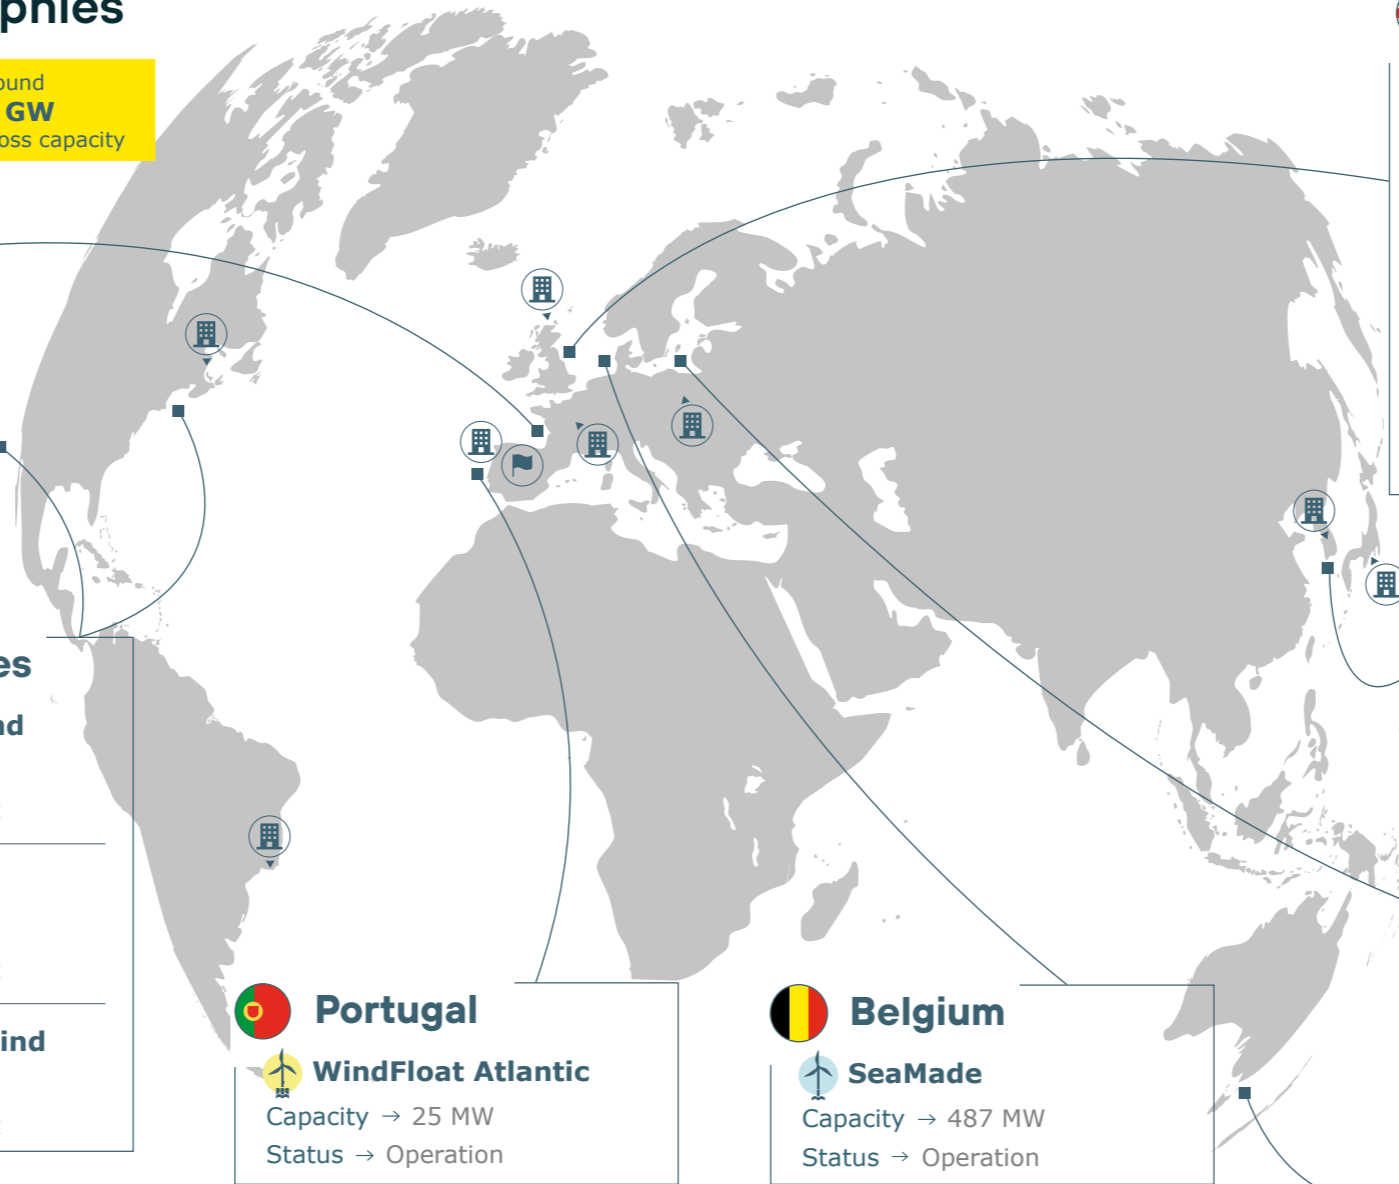 phies
ound
GW
oss capacity
es
nd
ind
Portugal
WindFloat Atlantic
Capacity → 25 MW
Status → Operation
Belgium
SeaMade
Capacity → 487 MW
Status → Operation